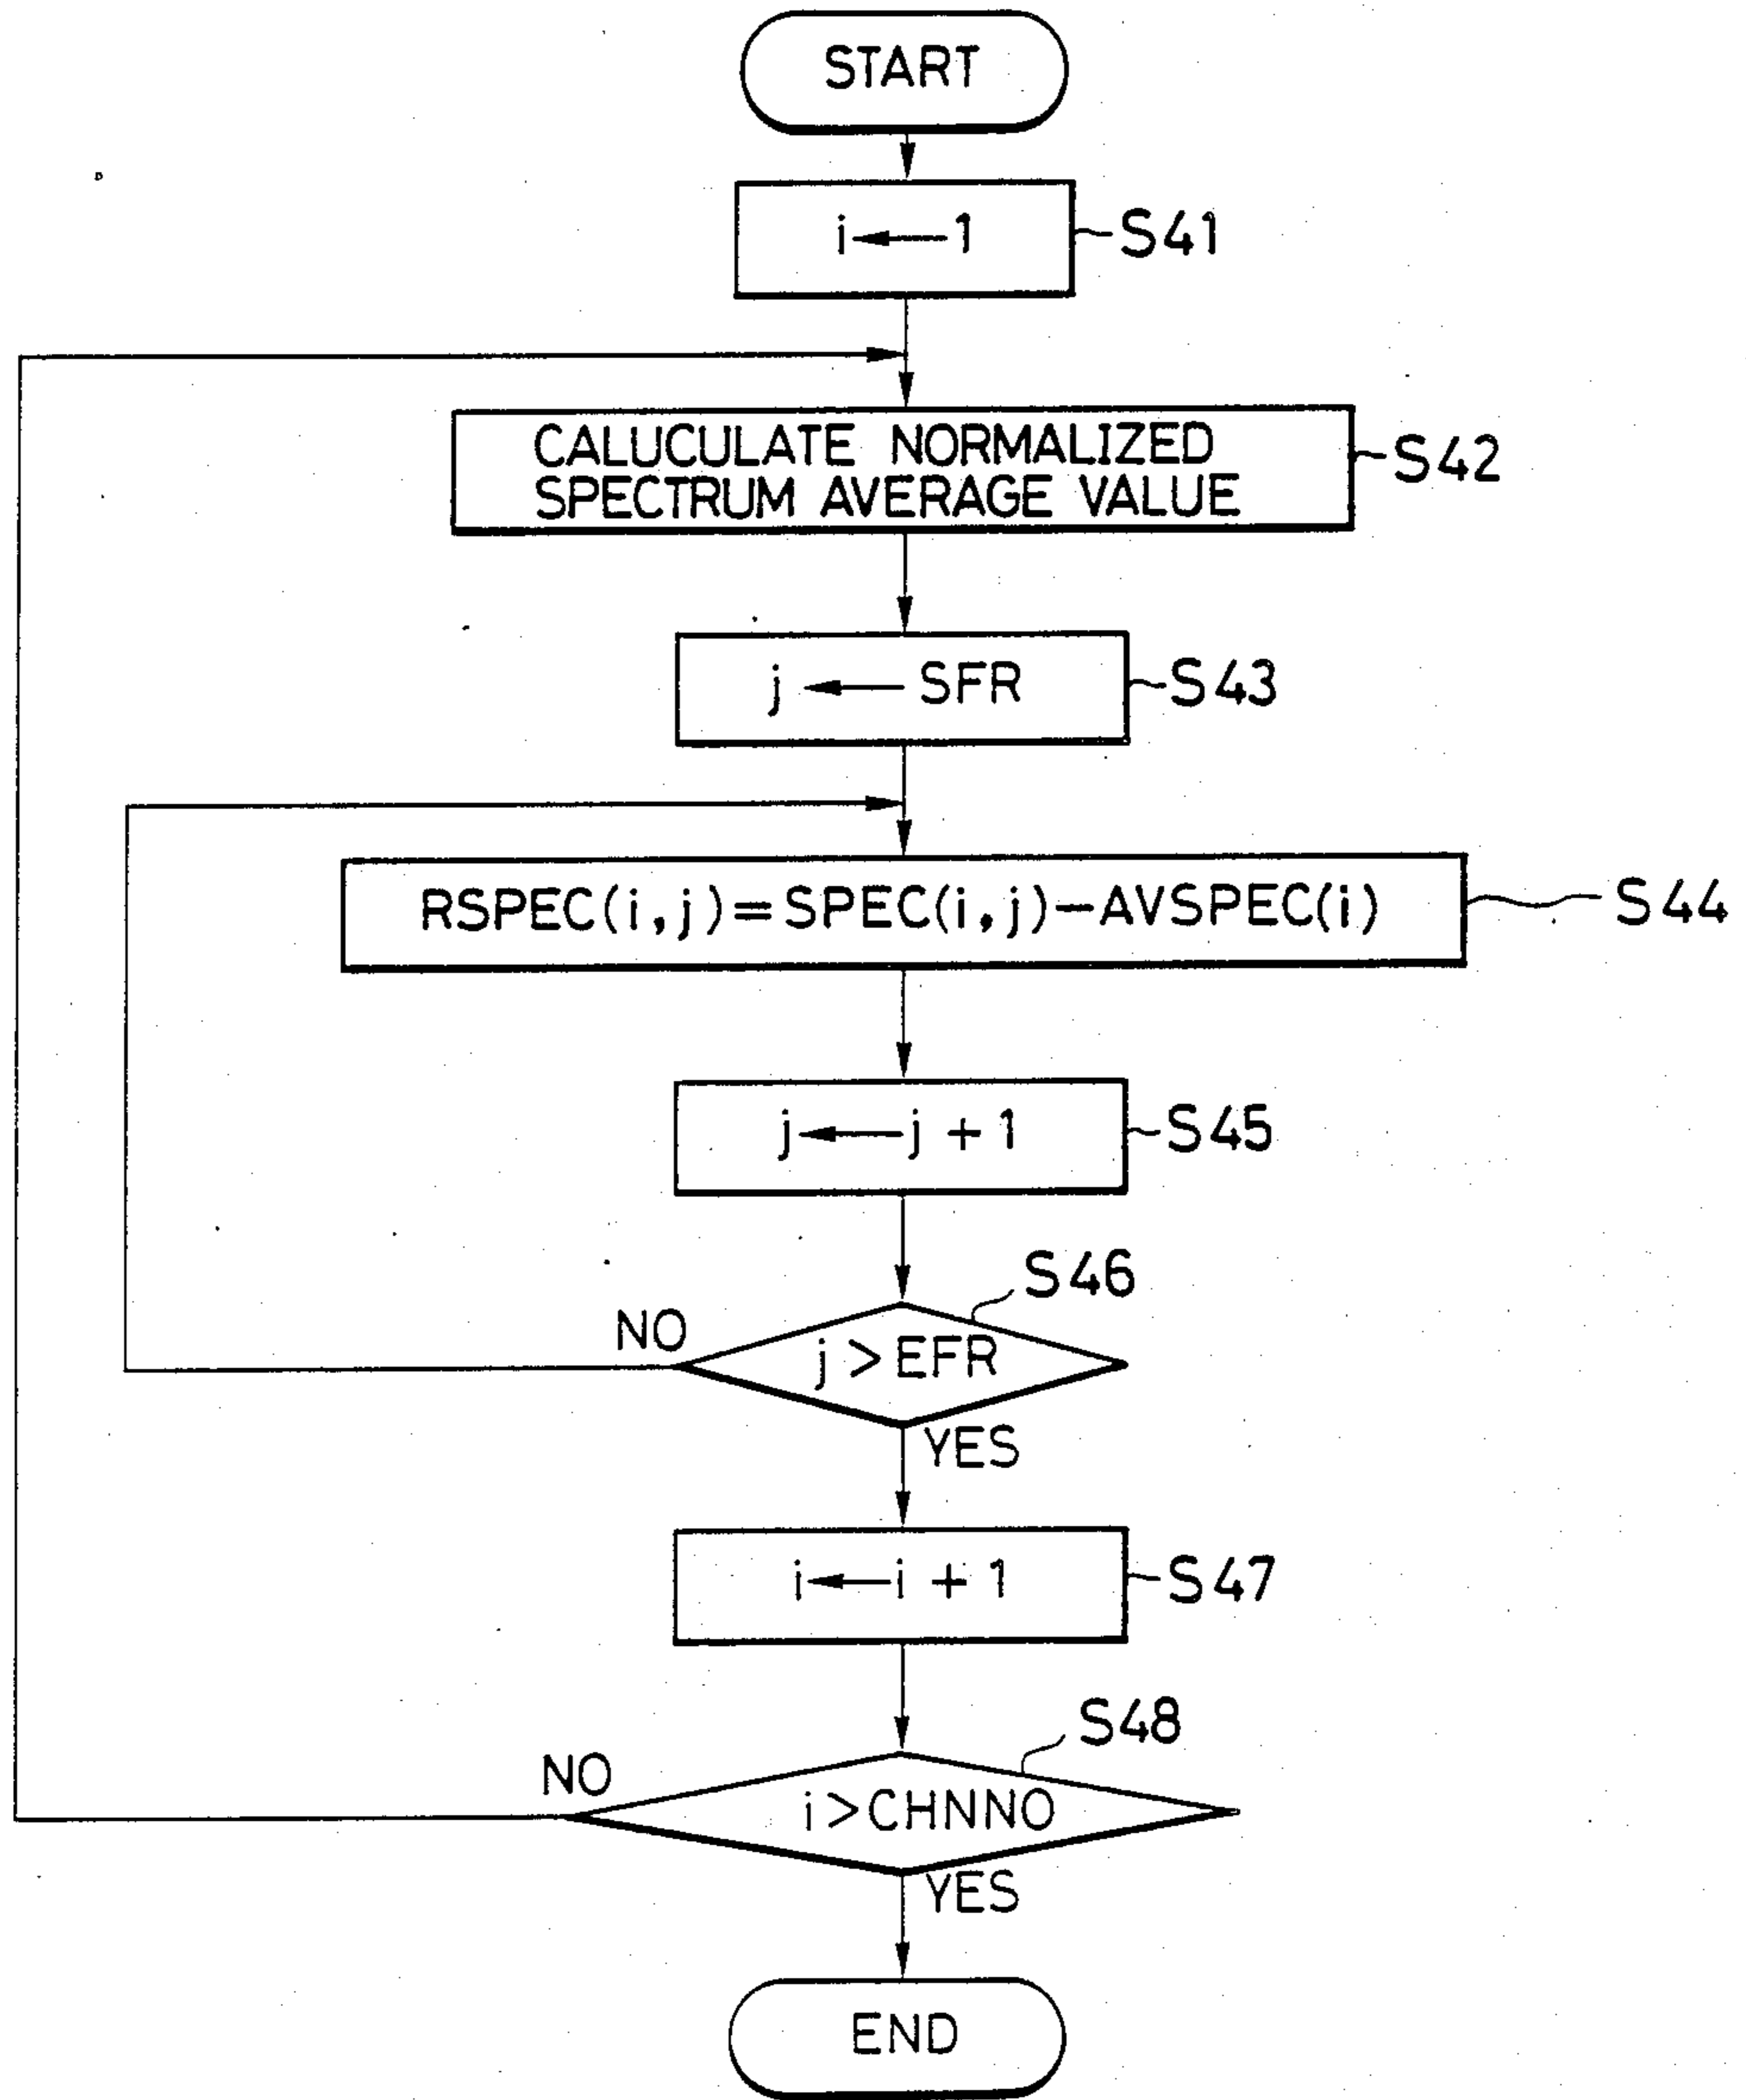 START
i←1
S41
CALUCULATE NORMALIZED
SPECTRUM AVERAGE VALUE
S42
j←SFR
S43
RSPEC(i,j)=SPEC(i,j)−AVSPEC(i)
S44
j←j+1
S45
S46
NO
j>EFR
YES
i←i+1
S47
S48
NO
i>CHNNO
YES
END